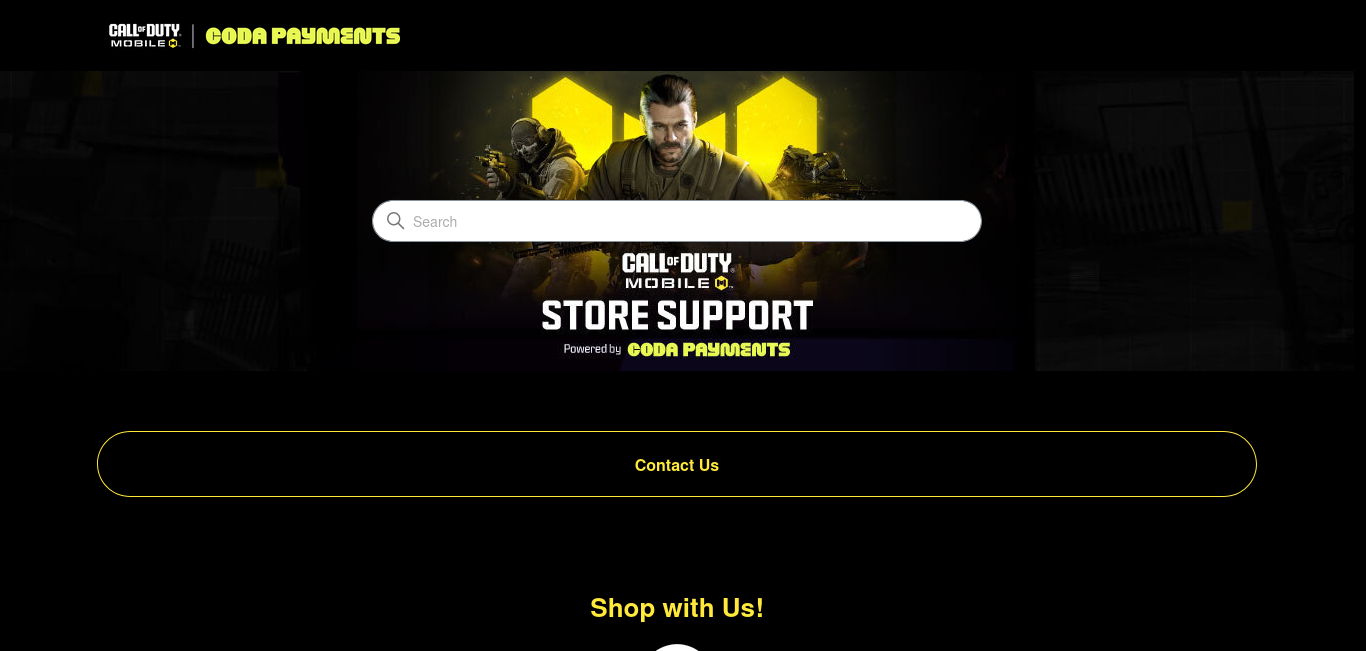 CALL OF DUTY
MOBILE
CODA PAYMENTS
Search
CALL OF DUTY
MOBILE
STORE SUPPORT
Powered by CODA PAYMENTS
Contact Us
Shop with Us!